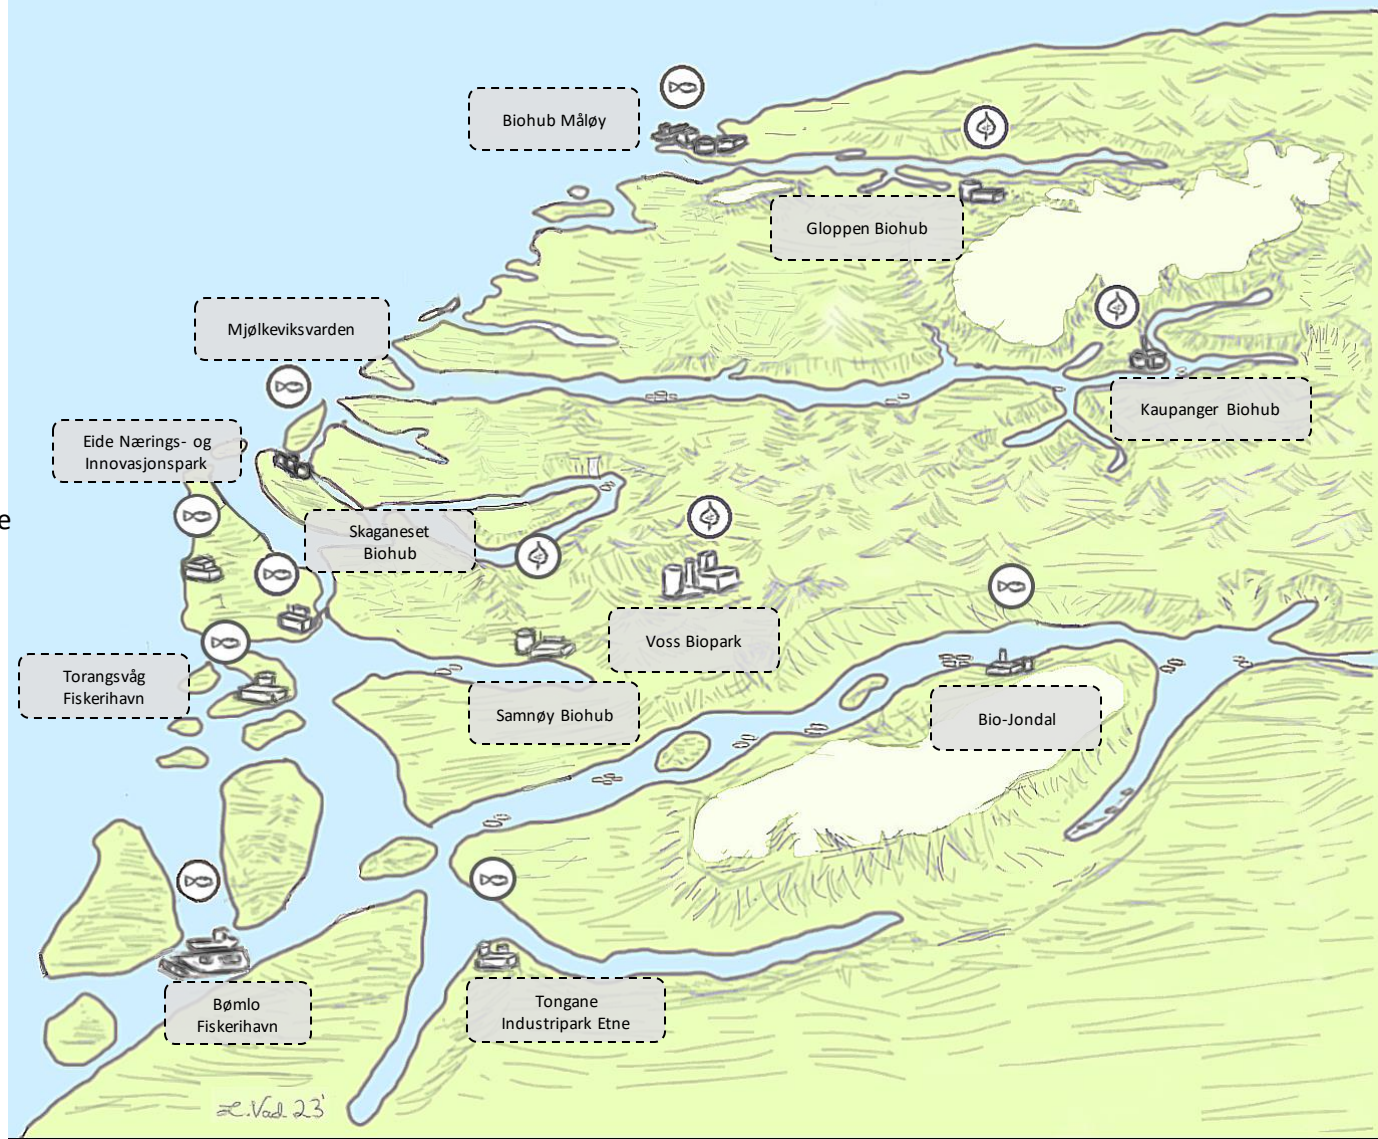 Biohub Måløy
Gloppen Biohub
Mjølkeviksvarden
Kaupanger Biohub
Eide Nærings- og
Innovasjonspark
e
Skaganeset
Biohub
Voss Biopark
Torangsvåg
Fiskerihavn
Samnøy Biohub
Bio-Jondal
Bømlo
Fiskerihavn
Tongane
Industripark Etne
L.Vad. 23'